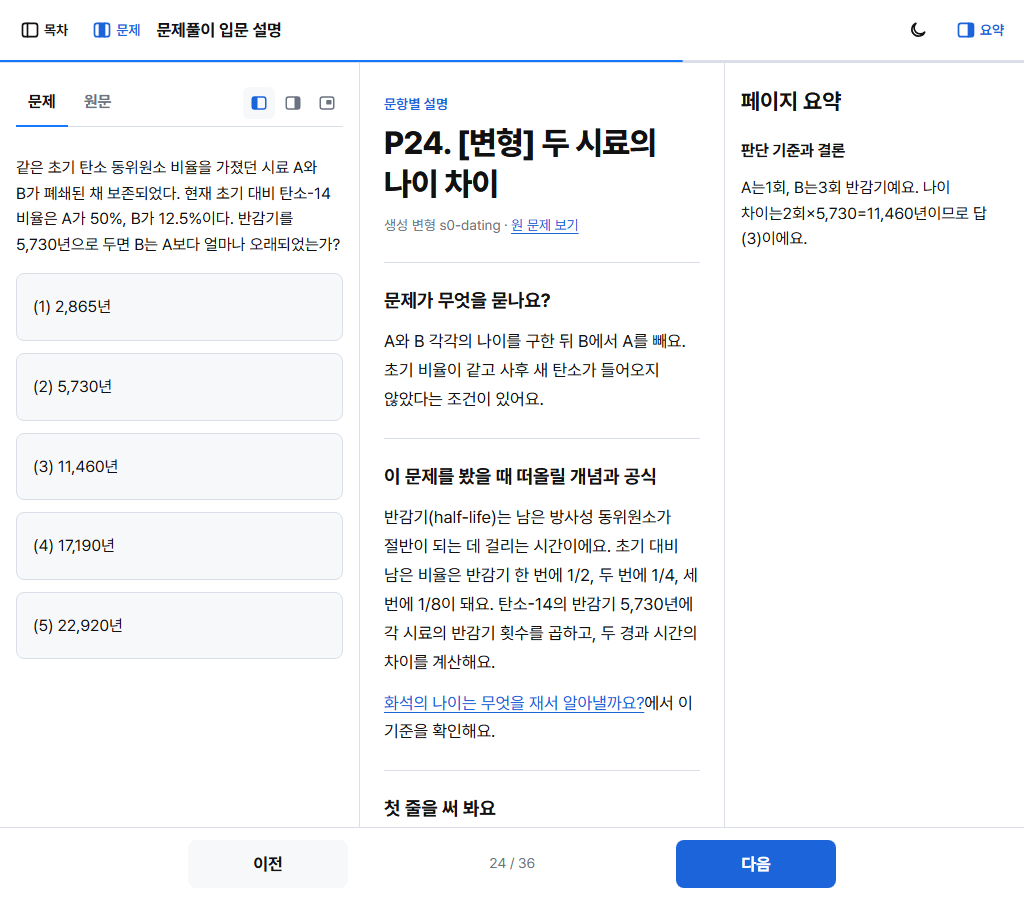 목차
문제
문제풀이 입문 설명
요약
문제
원문
같은 초기 탄소 동위원소 비율을 가졌던 시료 A와
B가 폐쇄된 채 보존되었다. 현재 초기 대비 탄소-14
비율은 A가 50%, B가 12.5%이다. 반감기를
5,730년으로 두면 B는 A보다 얼마나 오래되었는가?
(1) 2,865년
(2) 5,730년
(3) 11,460년
(4) 17,190년
(5) 22,920년
문항별 설명
P24. [변형] 두 시료의
나이 차이
생성 변형 s0-dating · 원 문제 보기
문제가 무엇을 묻나요?
A와 B 각각의 나이를 구한 뒤 B에서 A를 빼요.
초기 비율이 같고 사후 새 탄소가 들어오지
않았다는 조건이 있어요.
이 문제를 봤을 때 떠올릴 개념과 공식
반감기(half-life)는 남은 방사성 동위원소가
절반이 되는 데 걸리는 시간이에요. 초기 대비
남은 비율은 반감기 한 번에 1/2, 두 번에 1/4, 세
번에 1/8이 돼요. 탄소-14의 반감기 5,730년에
각 시료의 반감기 횟수를 곱하고, 두 경과 시간의
차이를 계산해요.
화석의 나이는 무엇을 재서 알아낼까요?에서 이
기준을 확인해요.
첫 줄을 써 봐요
페이지 요약
판단 기준과 결론
A는1회, B는3회 반감기예요. 나이
차이는2회×5,730=11,460년이므로 답
(3)이에요.
이전
24 / 36
다음